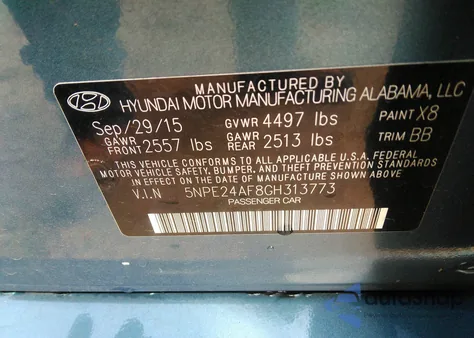 MANUFACTURED BY
HYUNDAI MOTOR MANUFACTURING ALABAMA, LLC
Sep/29/15 GVWR 4497 lbs PAINT X8
GAWR FRONT 2557 lbs GAWR REAR 2513 lbs TRIM BB
THIS VEHICLE CONFORMS TO ALL APPLICABLE U.S.A. FEDERAL
MOTOR VEHICLE SAFETY, BUMPER, AND THEFT PREVENTION STANDARDS
IN EFFECT ON THE DATE OF MANUFACTURE SHOWN ABOVE
V.I.N 5NPE24AF8GH313773
PASSENGER CAR
autosnap